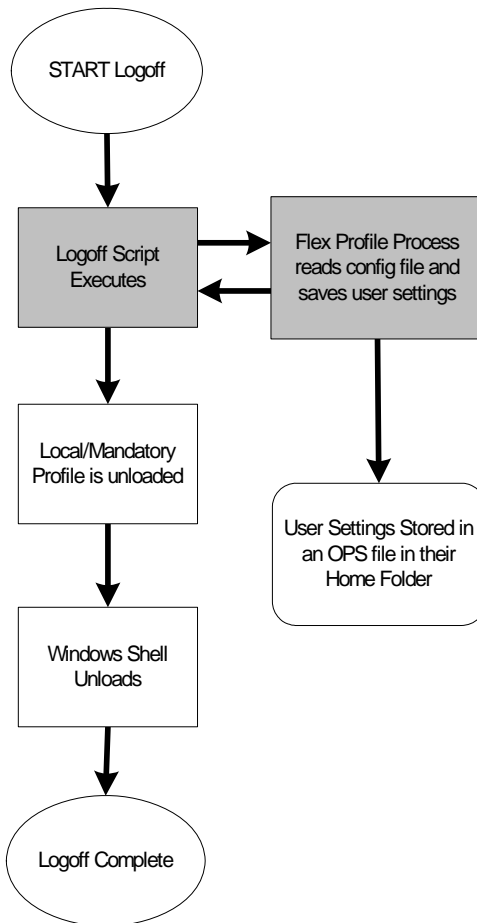 START Logoff
Logoff Script
Executes
Flex Profile Process
reads config file and
saves user settings
Local/Mandatory
Profile is unloaded
User Settings Stored in
an OPS file in their
Home Folder
Windows Shell
Unloads
Logoff Complete